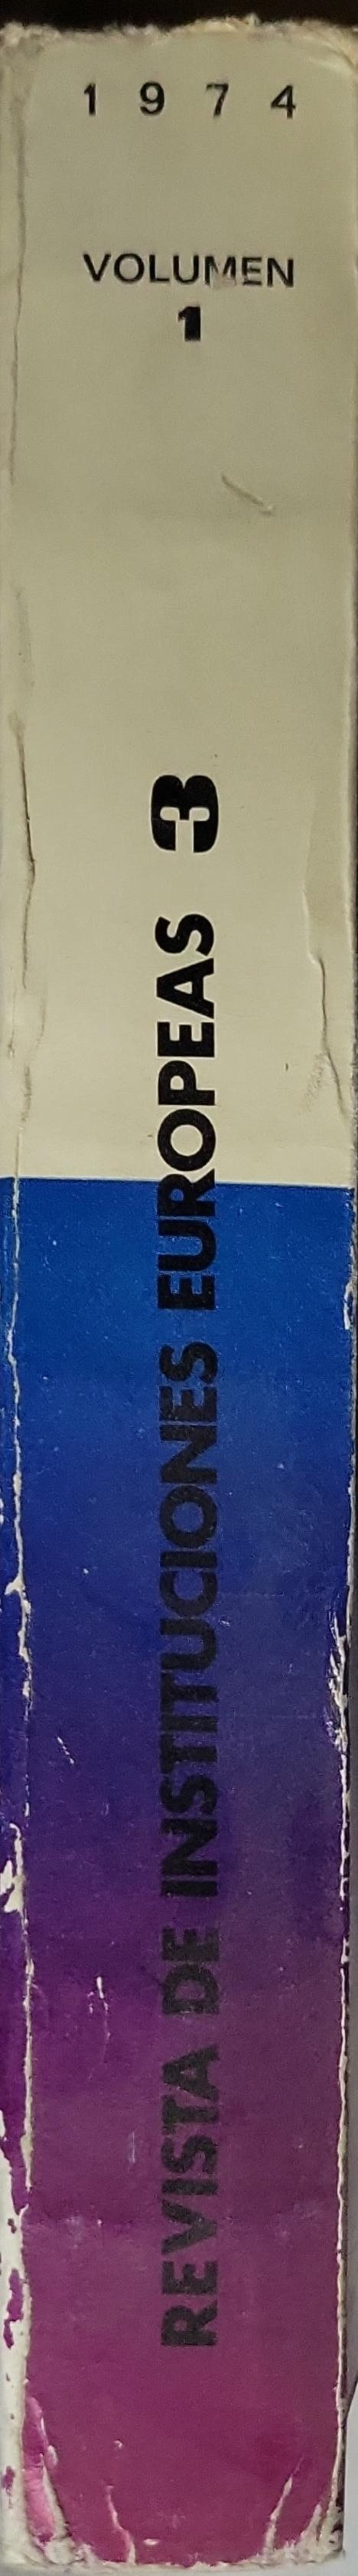 1974
VOLUMEN
1
REVISTA DE INSTITUCIONES EUROPEAS 3